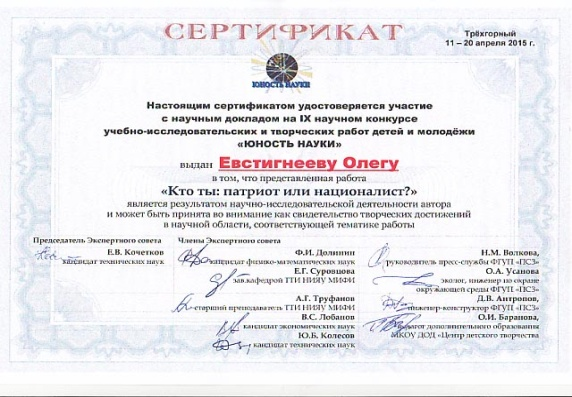 СЕРТИФИКАТ
Трёхгорный
11 – 20 апреля 2015 г.
ЮНОСТЬ НАУКИ
Настоящим сертификатом удостоверяется участие
с научным докладом на IX научном конкурсе
учебно-исследовательских и творческих работ детей и молодёжи
«ЮНОСТЬ НАУКИ»
выдан Евстигнееву Олегу
в том, что представленная работа
«Кто ты: патриот или националист?»
является результатом научно-исследовательской деятельности автора
и может быть принята во внимание как свидетельство творческих достижений
в научной области, соответствующей тематике работы
Председатель Экспертного совета
Е.В. Кочетков
кандидат технических наук
Члены Экспертного совета
Ф.И. Долинин
кандидат физико-математических наук
Е.Г. Суровцова
зав.кафедрой ТТИ НИЯУ МИФИ
А.Г. Труфанов
старший преподаватель ТТИ НИЯУ МИФИ
В.С. Лобанов
кандидат экономических наук
Ю.Б. Колесов
кандидат технических наук
Н.М. Волкова,
руководитель пресс-службы ФГУП «ПСЗ»
О.А. Усанова
эколог, инженер по охране
окружающей среды ФГУП «ПСЗ»
Д.В. Антропов,
инженер-конструктор ФГУП «ПСЗ»
О.И. Баранова,
педагог дополнительного образования
МКОУ ДОД «Центр детского творчества